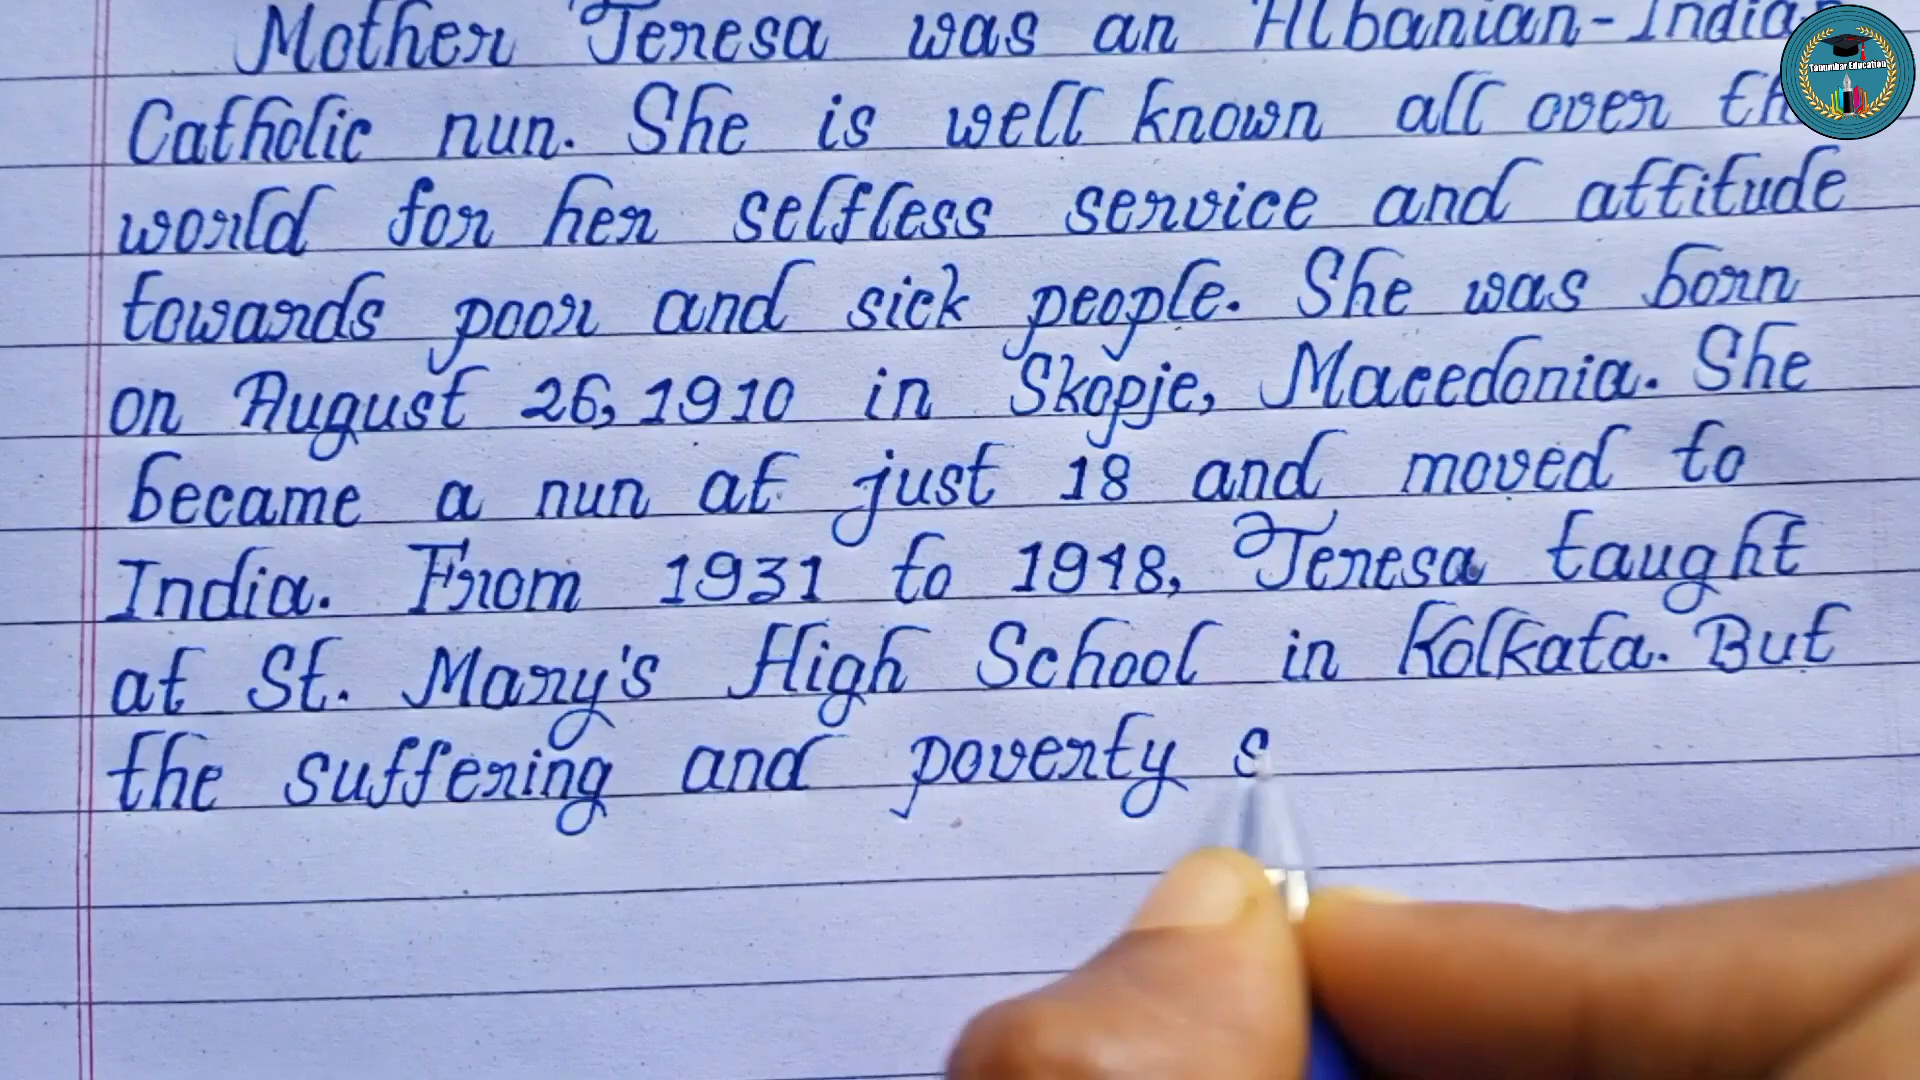 Mother Teresa was an Albanian-Indian
Catholic nun. She is well known all over the
world for her selfless service and attitude
towards poor and sick people. She was born
on August 26, 1910 in Skopje, Macedonia. She
became a nun at just 18 and moved to
India. From 1931 to 1948, Teresa taught
at St. Mary's High School in Kolkata. But
the suffering and poverty s
Tanumhar Education